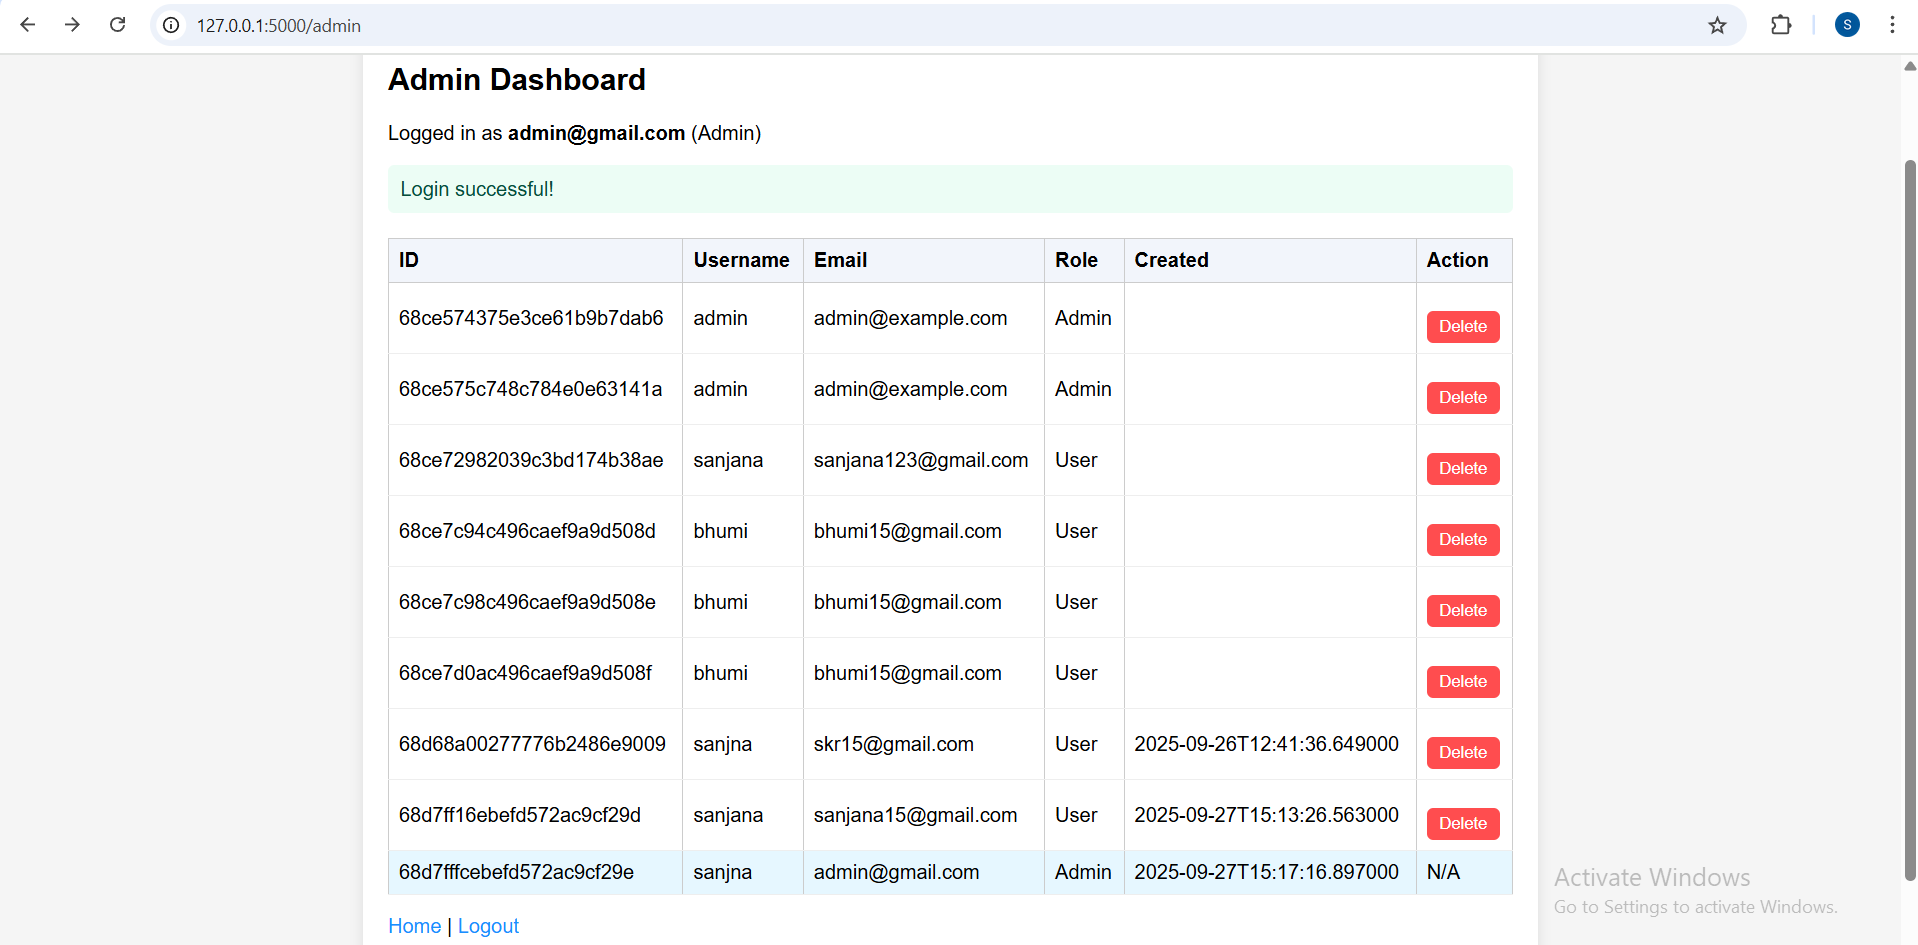 127.0.0.1:5000/admin
S
Admin Dashboard
Logged in as admin@gmail.com (Admin)
Login successful!
ID Username Email Role Created Action
68ce574375e3ce61b9b7dab6 admin admin@example.com Admin Delete
68ce575c748c784e0e63141a admin admin@example.com Admin Delete
68ce72982039c3bd174b38ae sanjana sanjana123@gmail.com User Delete
68ce7c94c496caef9a9d508d bhumi bhumi15@gmail.com User Delete
68ce7c98c496caef9a9d508e bhumi bhumi15@gmail.com User Delete
68ce7d0ac496caef9a9d508f bhumi bhumi15@gmail.com User Delete
68d68a00277776b2486e9009 sanjna skr15@gmail.com User 2025-09-26T12:41:36.649000 Delete
68d7ff16ebefd572ac9cf29d sanjana sanjana15@gmail.com User 2025-09-27T15:13:26.563000 Delete
68d7fffcebefd572ac9cf29e sanjna admin@gmail.com Admin 2025-09-27T15:17:16.897000 N/A
Home | Logout
Activate Windows
Go to Settings to activate Windows.